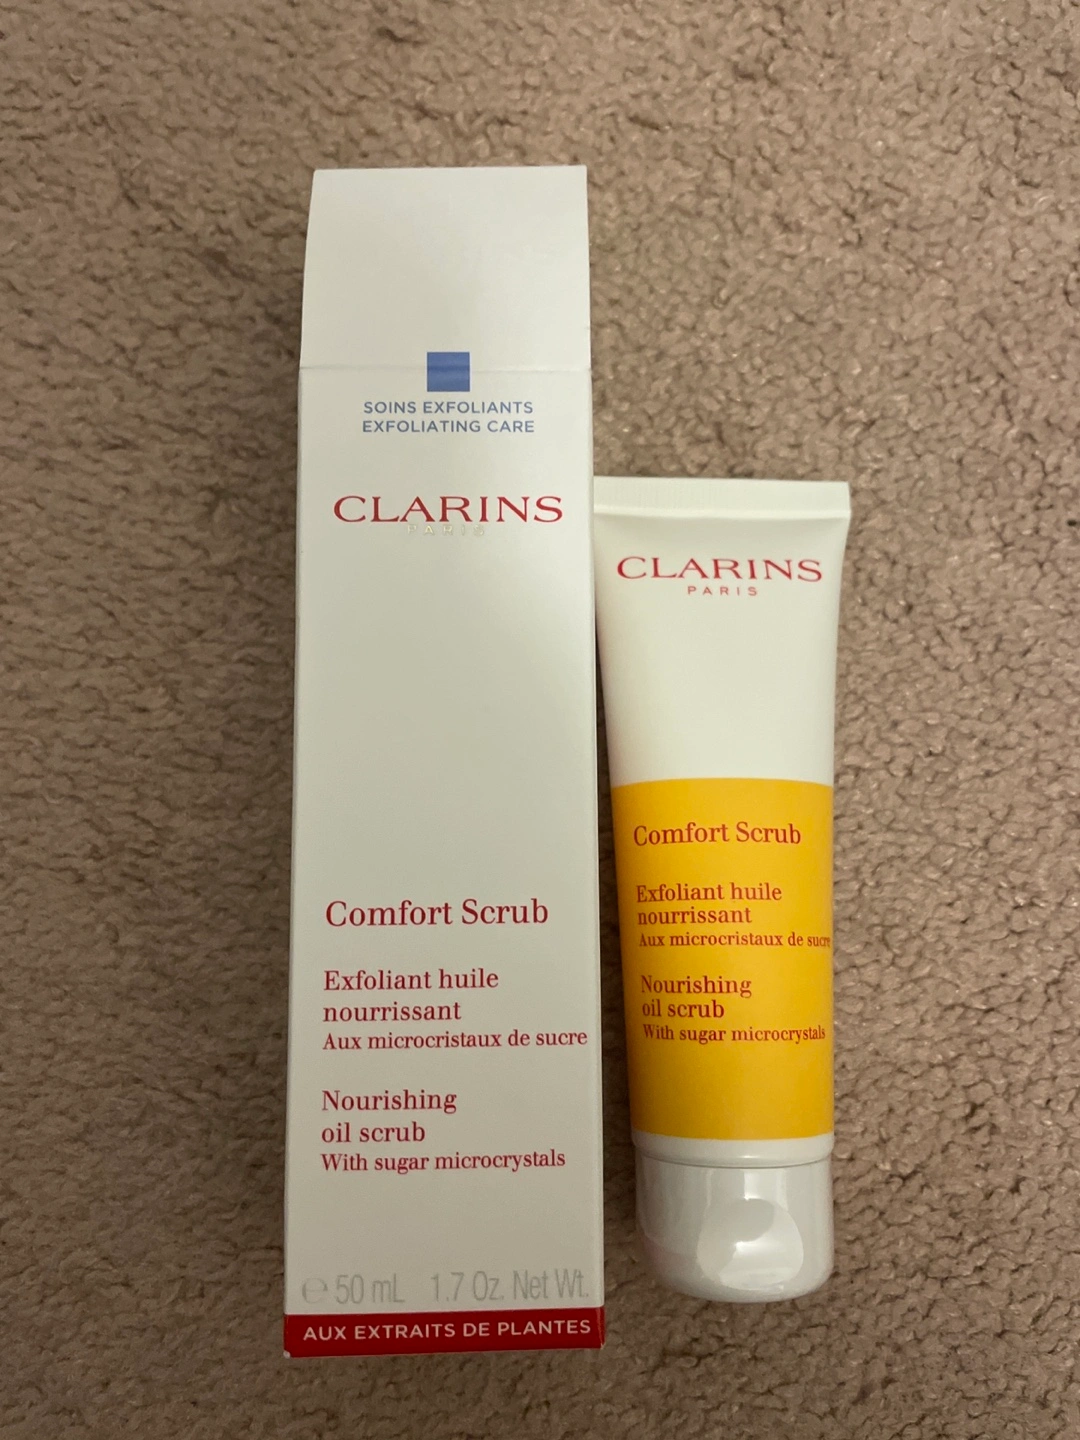 SOINS EXFOLIANTS
EXFOLIATING CARE
CLARINS
PARIS
Comfort Scrub
Exfoliant huile
nourrissant
Aux microcristaux de sucre
Nourishing
oil scrub
With sugar microcrystals
℮ 50 mL 1.7 Oz. Net Wt.
AUX EXTRAITS DE PLANTES
CLARINS
PARIS
Comfort Scrub
Exfoliant huile
nourrissant
Aux microcristaux de sucre
Nourishing
oil scrub
With sugar microcrystals